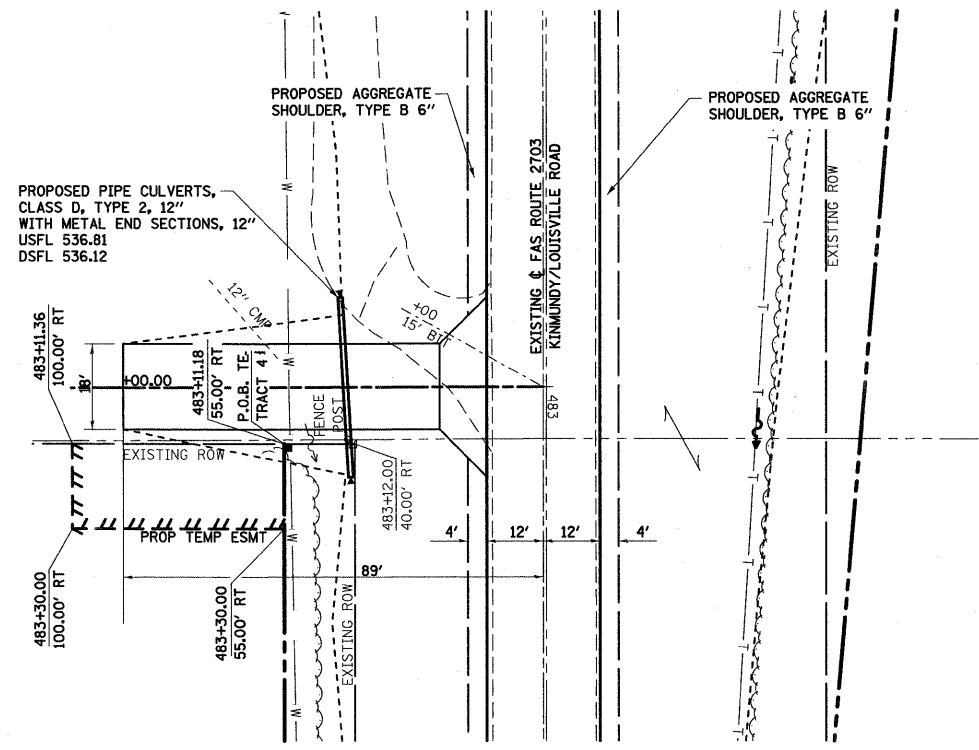 PROPOSED AGGREGATE
SHOULDER, TYPE B 6"
PROPOSED AGGREGATE
SHOULDER, TYPE B 6"
PROPOSED PIPE CULVERTS,
CLASS D, TYPE 2, 12"
WITH METAL END SECTIONS, 12"
USFL 536.81
DSFL 536.12
EXISTING ℄ FAS ROUTE 2703
KINMUNDY/LOUISVILLE ROAD
EXISTING ROW
12" CMP
+00
15' BIT
483+11.36
100.00' RT
18'
+00.00
483+11.18
55.00' RT
P.O.B. TE-
TRACT 4
FENCE
POST
483
EXISTING ROW
483+12.00
40.00' RT
PROP TEMP ESMT
4'
12'
12'
4'
89'
483+30.00
100.00' RT
483+30.00
55.00' RT
EXISTING ROW
W
W
W
W
W
T
T
T
T
T
T